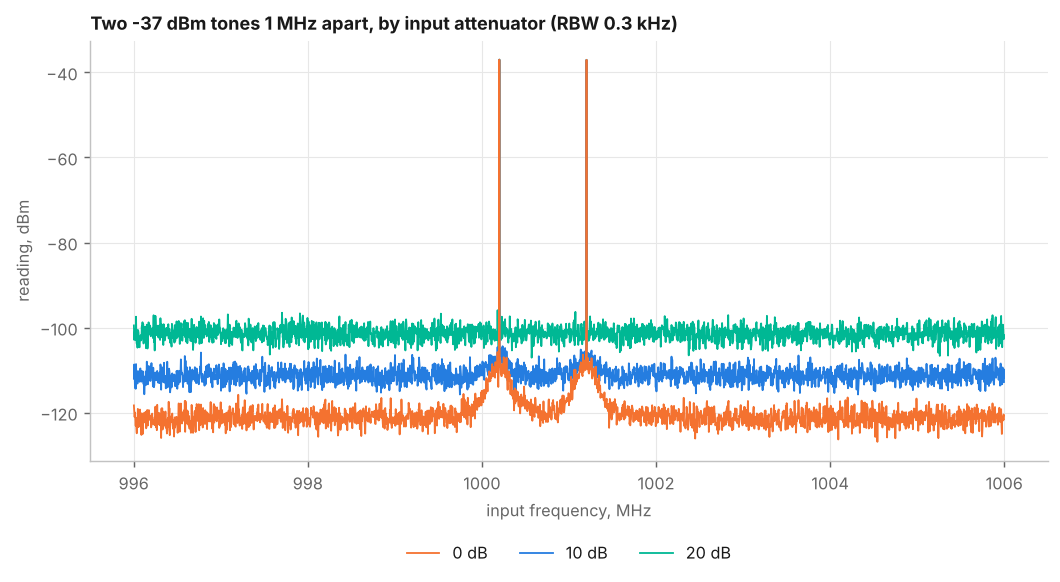 Two -37 dBm tones 1 MHz apart, by input attenuator (RBW 0.3 kHz)
−40
−60
−80
−100
−120
reading, dBm
996
998
1000
1002
1004
1006
input frequency, MHz
0 dB
10 dB
20 dB